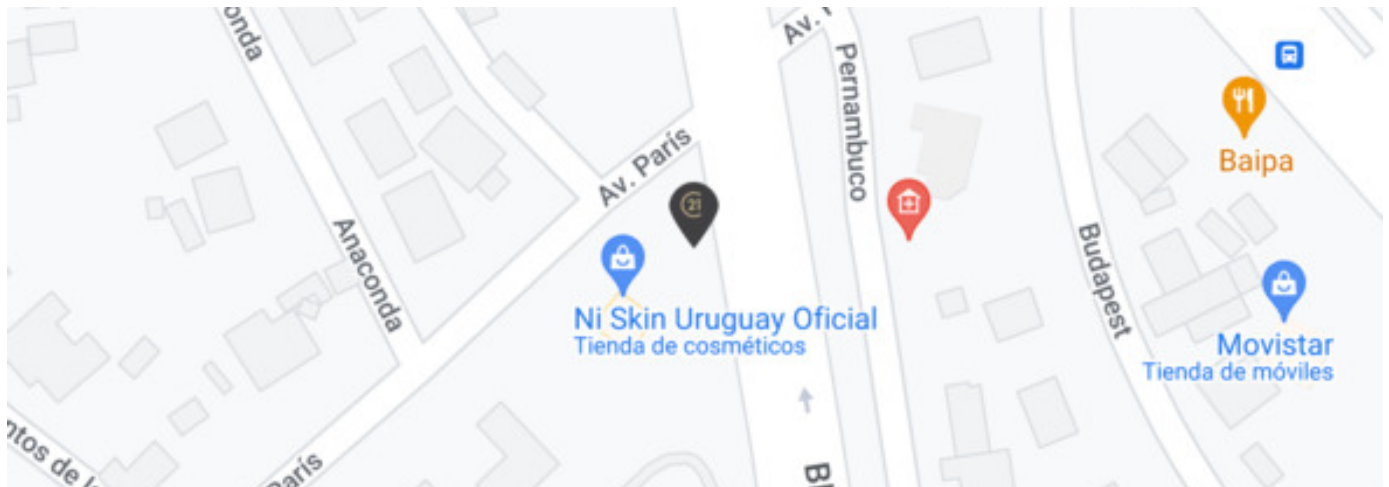 Anaconda
Av. París
Pernambuco
Baipa
Anaconda
Budapest
21
Ni Skin Uruguay Oficial
Tienda de cosméticos
Movistar
Tienda de móviles
París